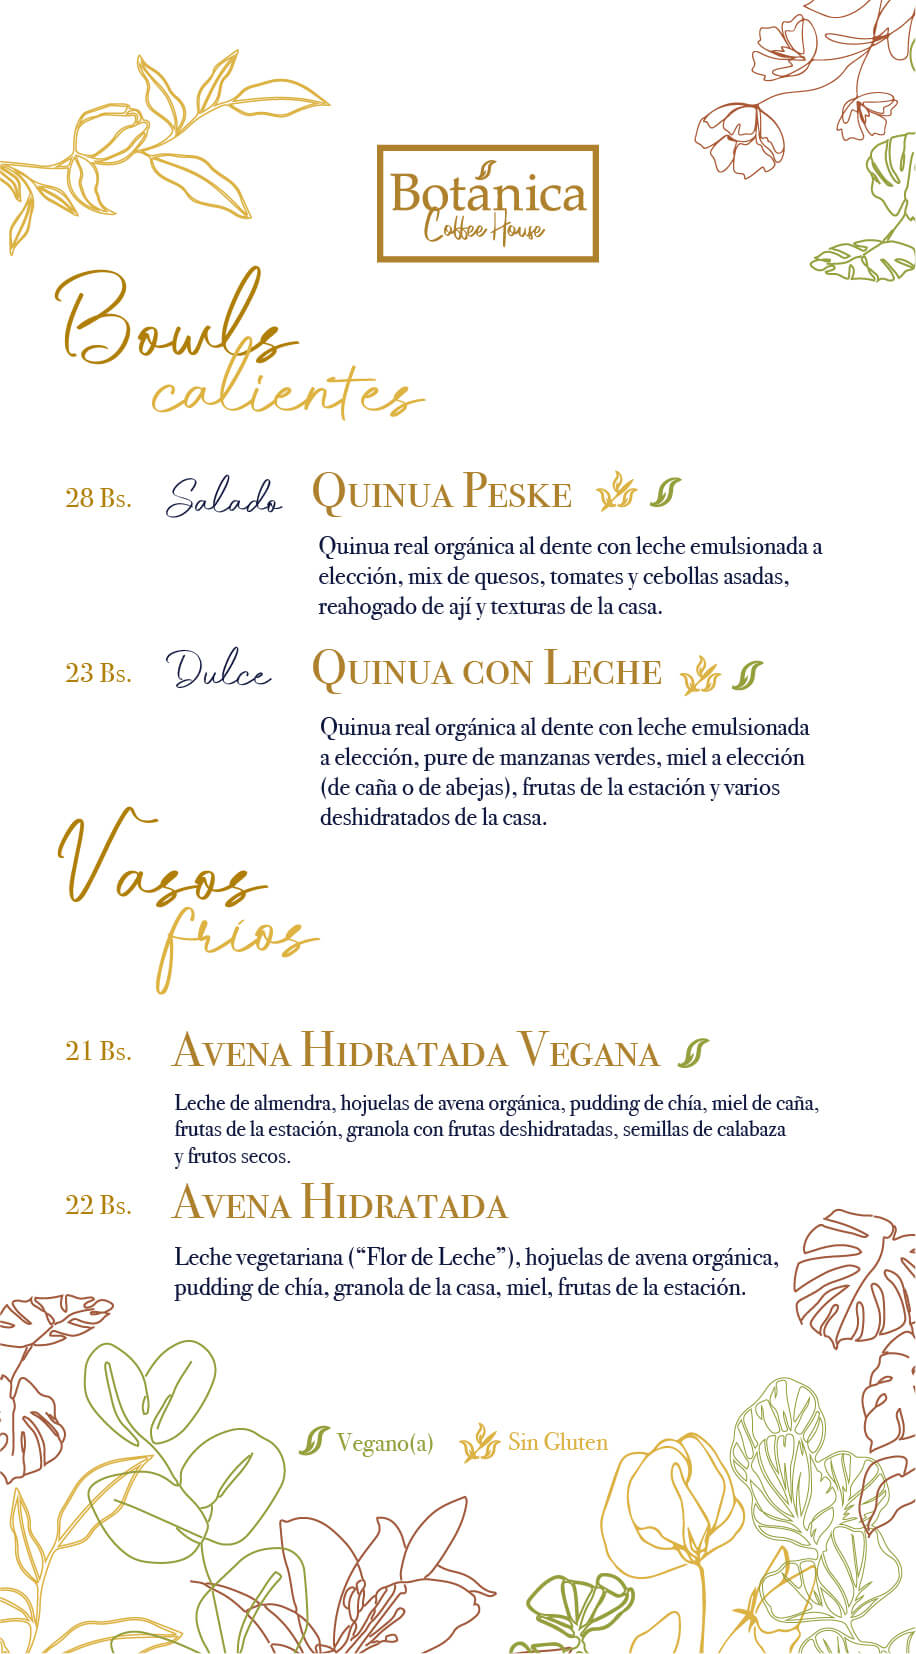 Botánica
Coffee House
Bowls
calientes
28 Bs. Salado Quinua Peske
Quinua real orgánica al dente con leche emulsionada a
elección, mix de quesos, tomates y cebollas asadas,
reahogado de ají y texturas de la casa.
23 Bs. Dulce Quinua con Leche
Quinua real orgánica al dente con leche emulsionada
a elección, pure de manzanas verdes, miel a elección
(de caña o de abejas), frutas de la estación y varios
deshidratados de la casa.
Vasos
fríos
21 Bs. Avena Hidratada Vegana
Leche de almendra, hojuelas de avena orgánica, pudding de chía, miel de caña,
frutas de la estación, granola con frutas deshidratadas, semillas de calabaza
y frutos secos.
22 Bs. Avena Hidratada
Leche vegetariana (“Flor de Leche”), hojuelas de avena orgánica,
pudding de chía, granola de la casa, miel, frutas de la estación.
Vegano(a) Sin Gluten